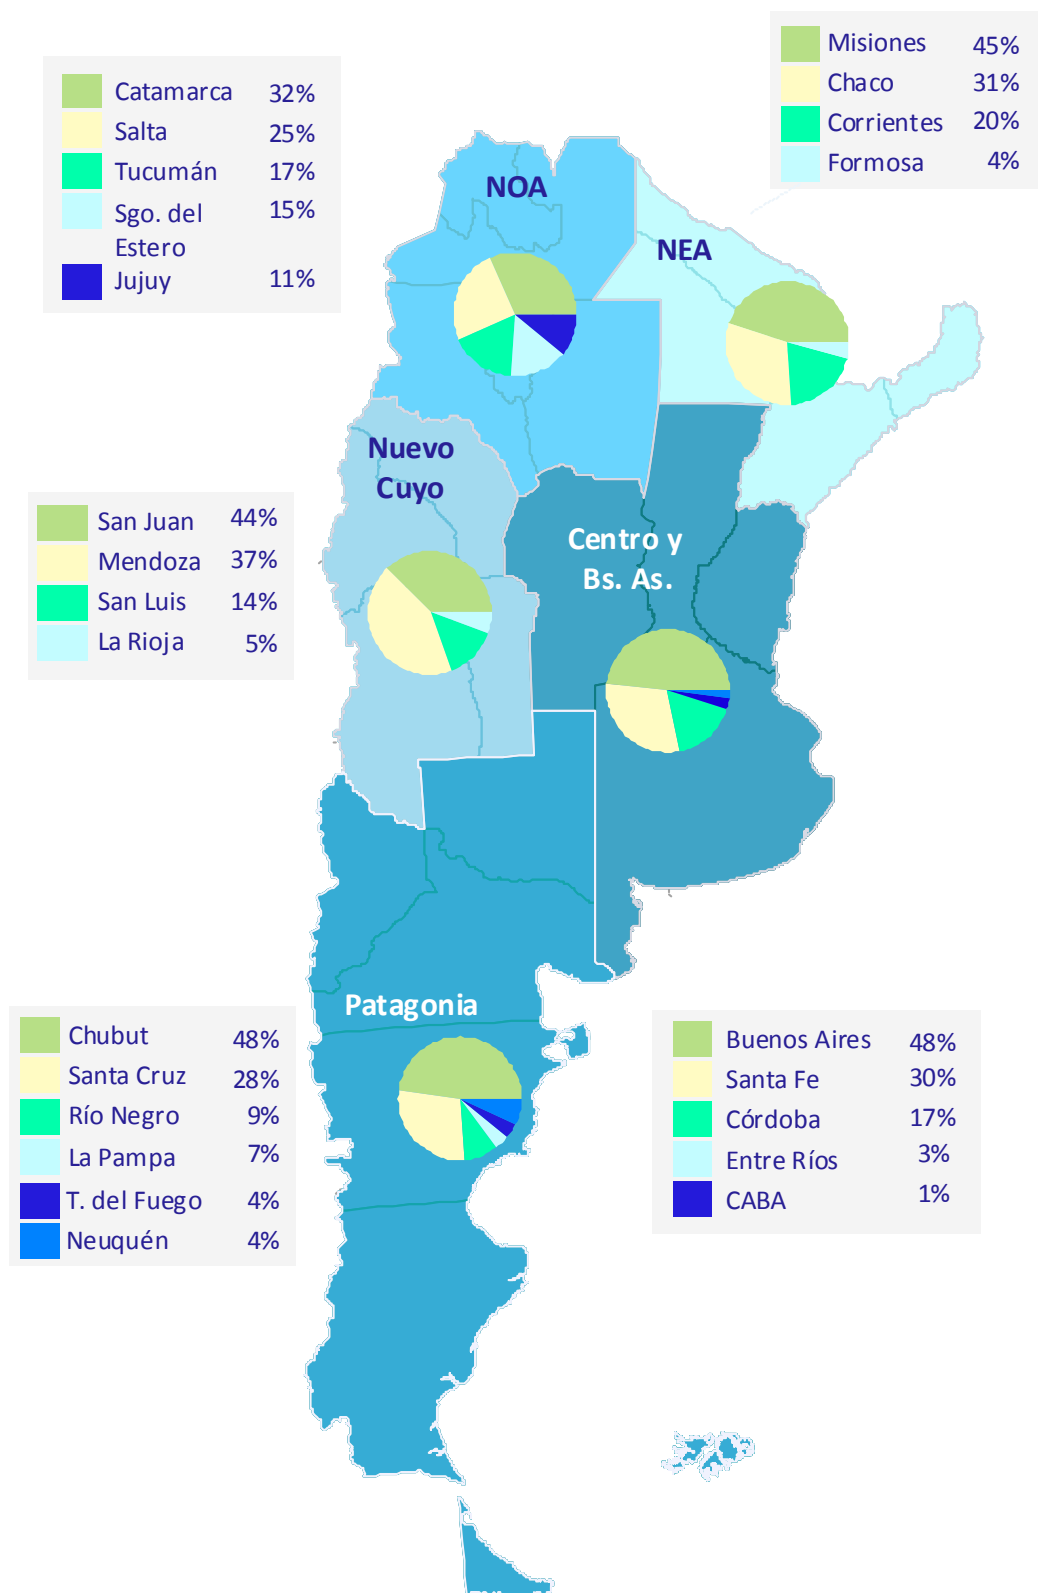 Misiones 45%
Chaco 31%
Corrientes 20%
Formosa 4%
Catamarca 32%
Salta 25%
Tucumán 17%
Sgo. del 15%
Estero
Jujuy 11%
NOA
NEA
Nuevo
Cuyo
San Juan 44%
Mendoza 37%
San Luis 14%
La Rioja 5%
Centro y
Bs. As.
Patagonia
Chubut 48%
Santa Cruz 28%
Río Negro 9%
La Pampa 7%
T. del Fuego 4%
Neuquén 4%
Buenos Aires 48%
Santa Fe 30%
Córdoba 17%
Entre Ríos 3%
CABA 1%